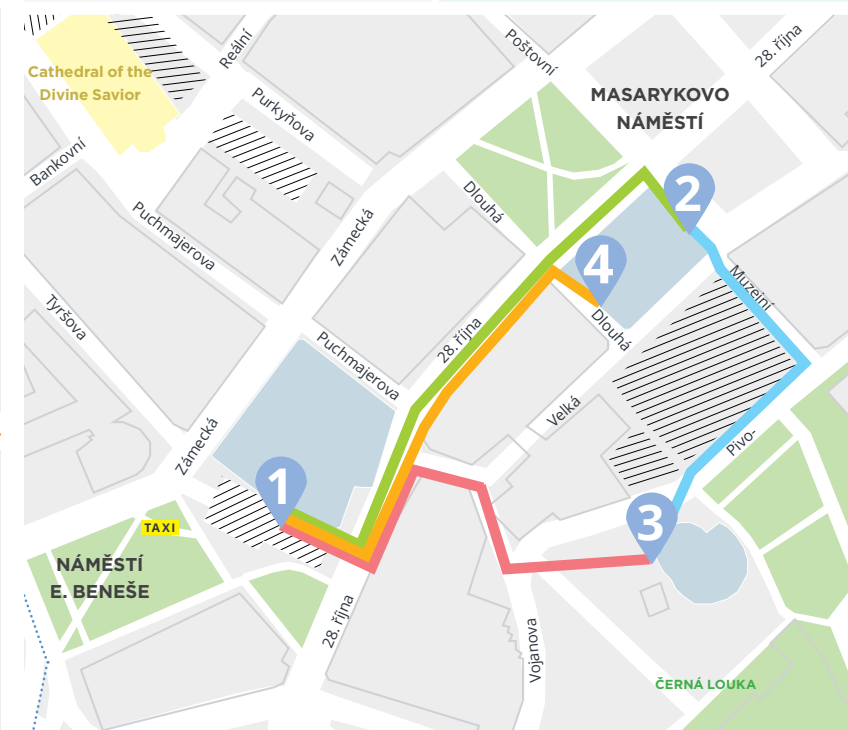 Reální
Poštovní
28. října
Cathedral of the
Divine Savior
MASARYKOVO
NÁMĚSTÍ
Purkyňova
Bankovní
Dlouhá
2
Zámecká
Puchmajerova
4
Muzejní
Tyršova
Dlouhá
28. října
Puchmajerova
Velká
Zámecká
Pivo-
1
3
TAXI
NÁMĚSTÍ
E. BENEŠE
28. října
Vojanova
ČERNÁ LOUKA